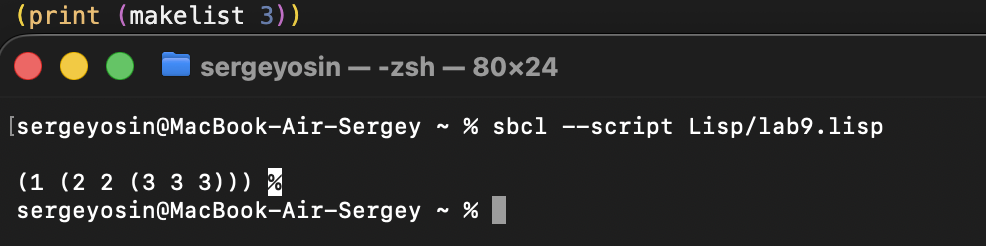 (print (makelist 3))
sergeyosin — -zsh — 80×24
[sergeyosin@MacBook-Air-Sergey ~ % sbcl --script Lisp/lab9.lisp
(1 (2 2 (3 3 3))) %
sergeyosin@MacBook-Air-Sergey ~ %